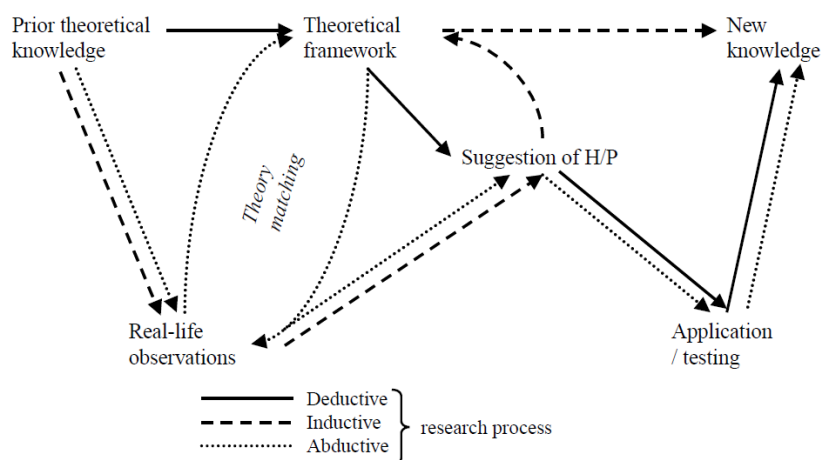 Prior theoretical
knowledge
Theoretical
framework
New
knowledge
Suggestion of H/P
Theory
matching
Real-life
observations
Application
/ testing
Deductive
Inductive
Abductive
research process